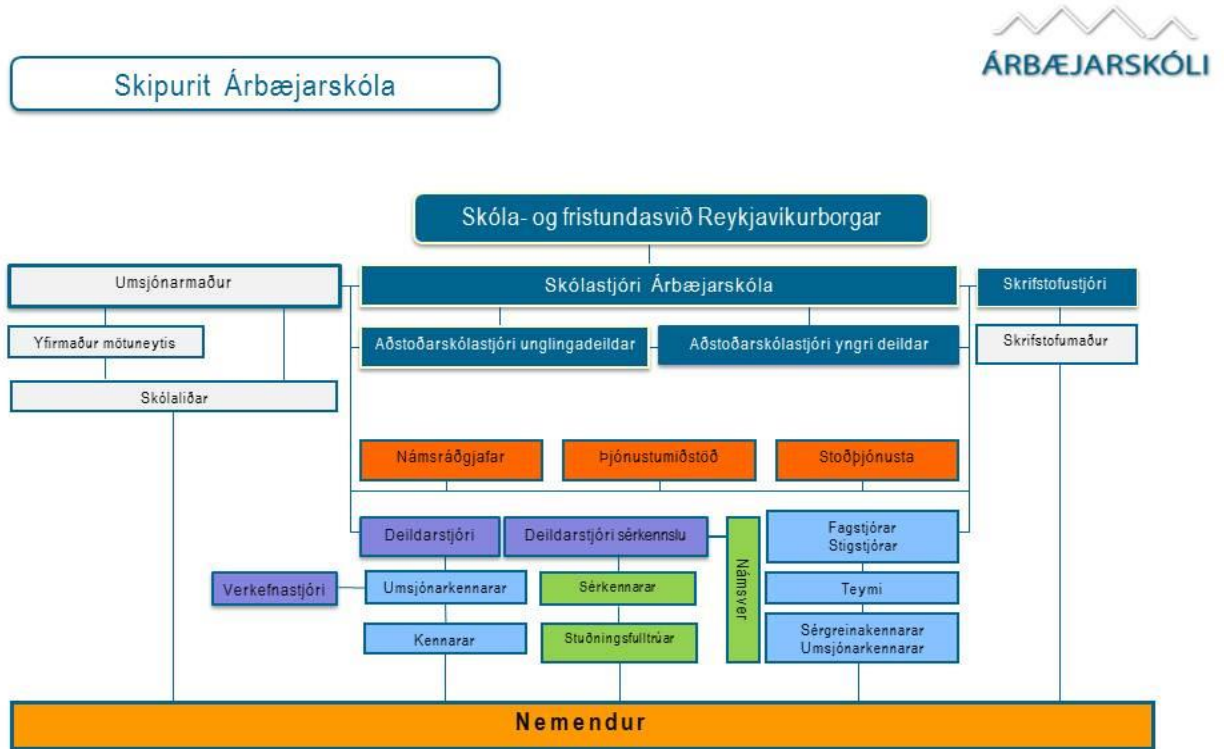 ÁRBÆJARSKÓLI
Skipurit Árbæjarskóla
Skóla- og frístundasvið Reykjavíkurborgar
Umsjónarmaður
Skólastjóri Árbæjarskóla
Skrifstofustjóri
Yfirmaður mötuneytis
Aðstoðarskólastjóri unglingadeildar
Aðstoðarskólastjóri yngri deildar
Skrifstofumaður
Skólaliðar
Námsráðgjafar
Þjónustumiðstöð
Stoðþjónusta
Deildarstjóri
Deildarstjóri sérkennslu
Námsver
Fagstjórar
Stigstjórar
Verkefnastjóri
Umsjónarkennarar
Sérkennarar
Teymi
Kennarar
Stuðningsfulltrúar
Sérgreinakennarar
Umsjónarkennarar
Nemendur